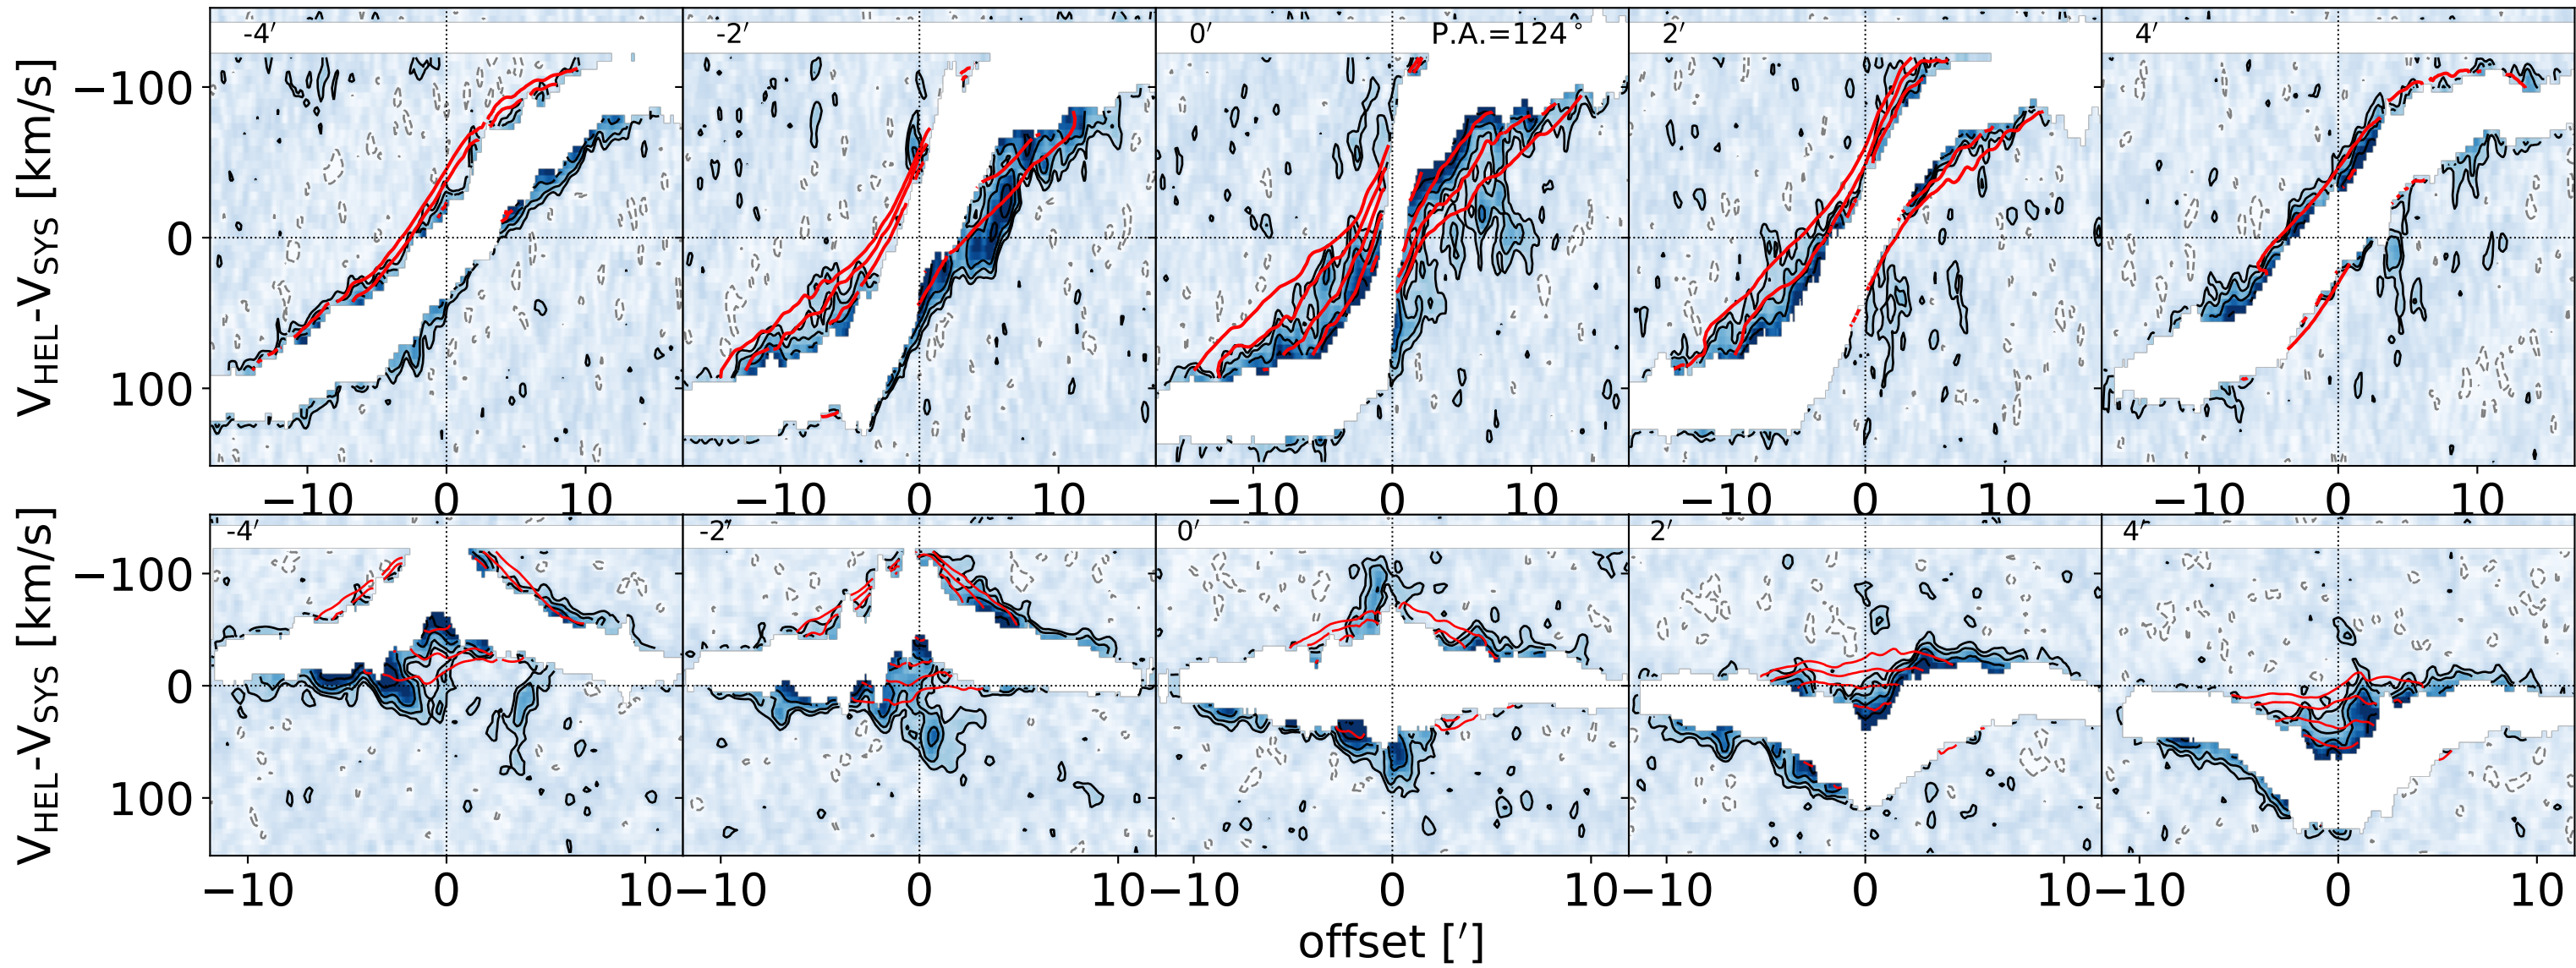 -4′ -2′ 0′ P.A.=124° 2′ 4′
V_HEL-V_SYS [km/s]
−100
0
100
−10 0 10 −10 0 10 −10 0 10 −10 0 10 −10 0 10
-4′ -2′ 0′ 2′ 4′
V_HEL-V_SYS [km/s]
−100
0
100
−10 0 10 −10 0 10 −10 0 10 −10 0 10 −10 0 10
offset [′]